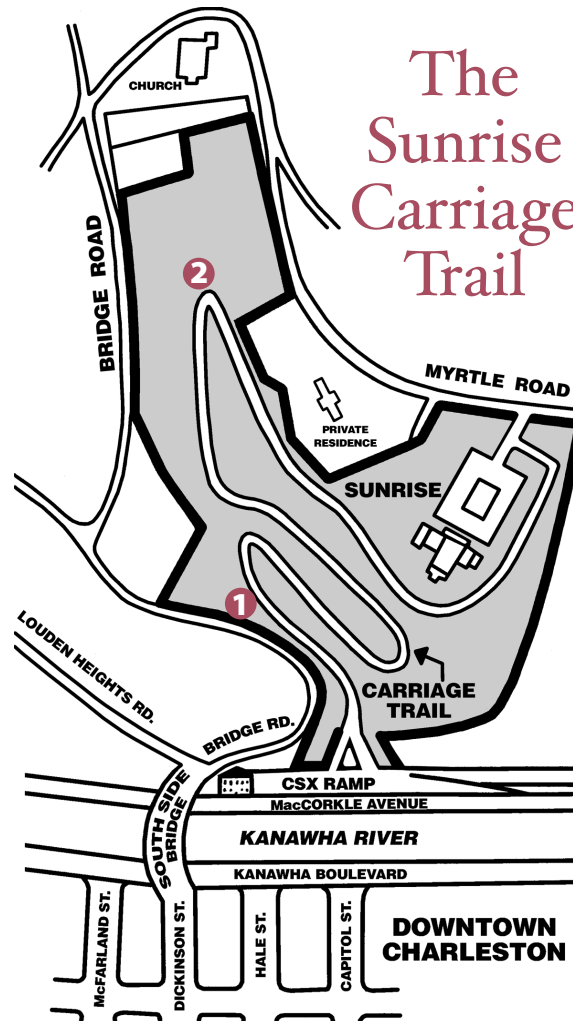 The
Sunrise
Carriage
Trail
CHURCH
BRIDGE ROAD
2
MYRTLE ROAD
PRIVATE
RESIDENCE
SUNRISE
1
CARRIAGE
TRAIL
LOUDEN HEIGHTS RD.
BRIDGE RD.
SOUTH SIDE
BRIDGE
CSX RAMP
MacCORKLE AVENUE
KANAWHA RIVER
KANAWHA BOULEVARD
McFARLAND ST.
DICKINSON ST.
HALE ST.
CAPITOL ST.
DOWNTOWN
CHARLESTON